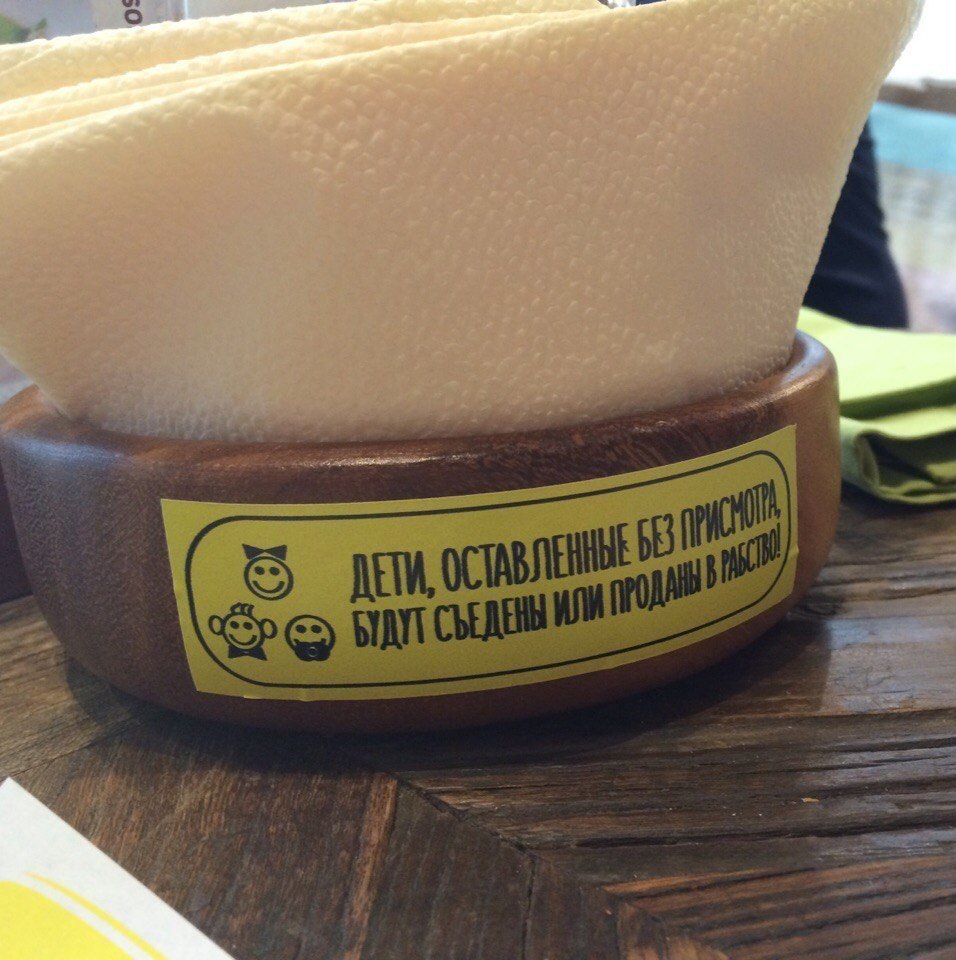 ДЕТИ, ОСТАВЛЕННЫЕ БЕЗ ПРИСМОТРА,
БУДУТ СЪЕДЕНЫ ИЛИ ПРОДАНЫ В РАБСТВО!